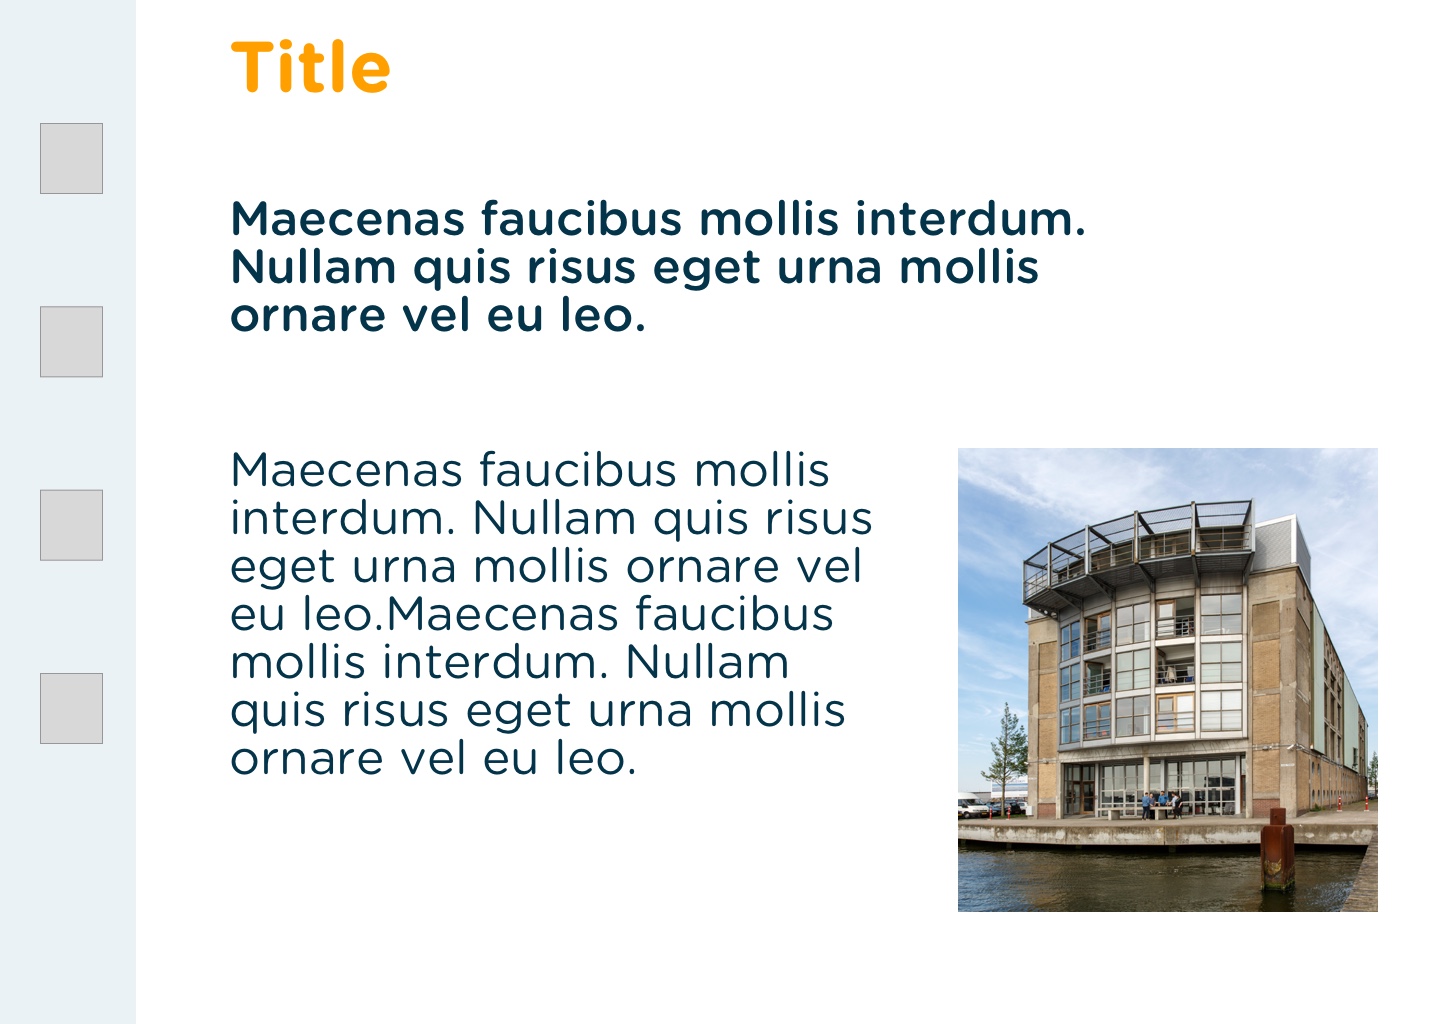 Title
Maecenas faucibus mollis interdum.
Nullam quis risus eget urna mollis
ornare vel eu leo.
Maecenas faucibus mollis
interdum. Nullam quis risus
eget urna mollis ornare vel
eu leo.Maecenas faucibus
mollis interdum. Nullam
quis risus eget urna mollis
ornare vel eu leo.